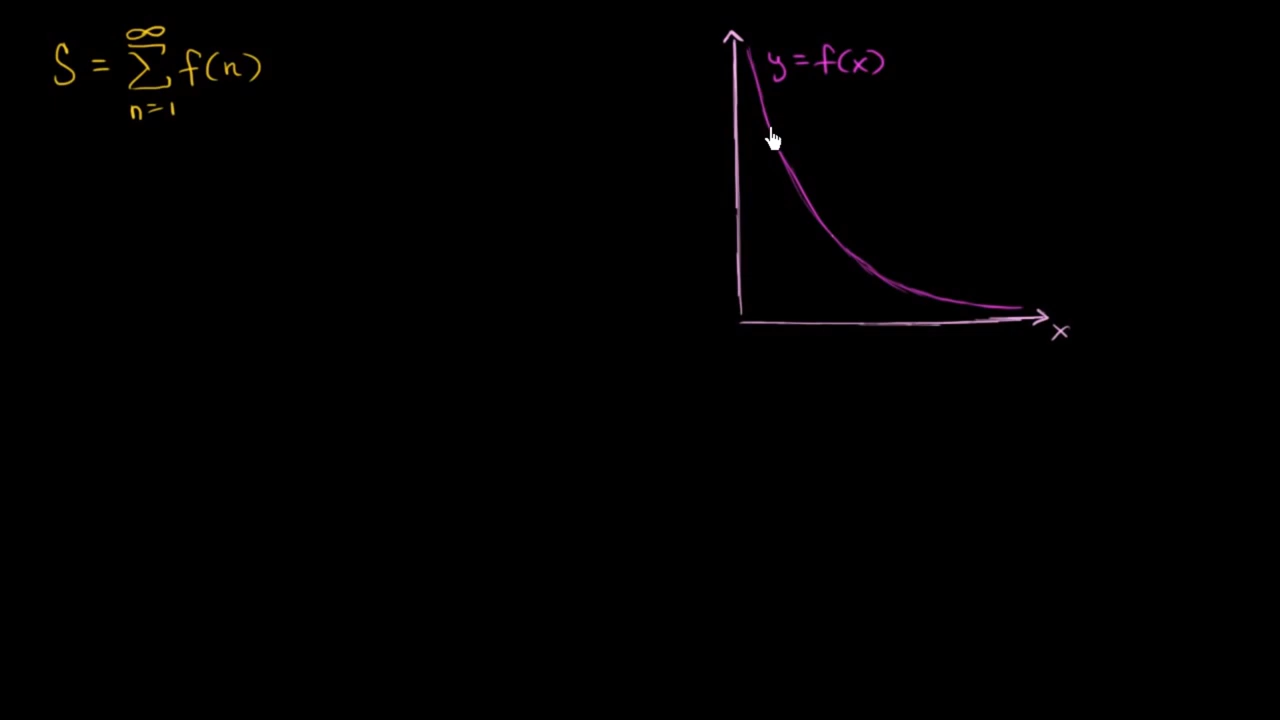 S = ∑_{n=1}^{∞} f(n)
y = f(x)
x